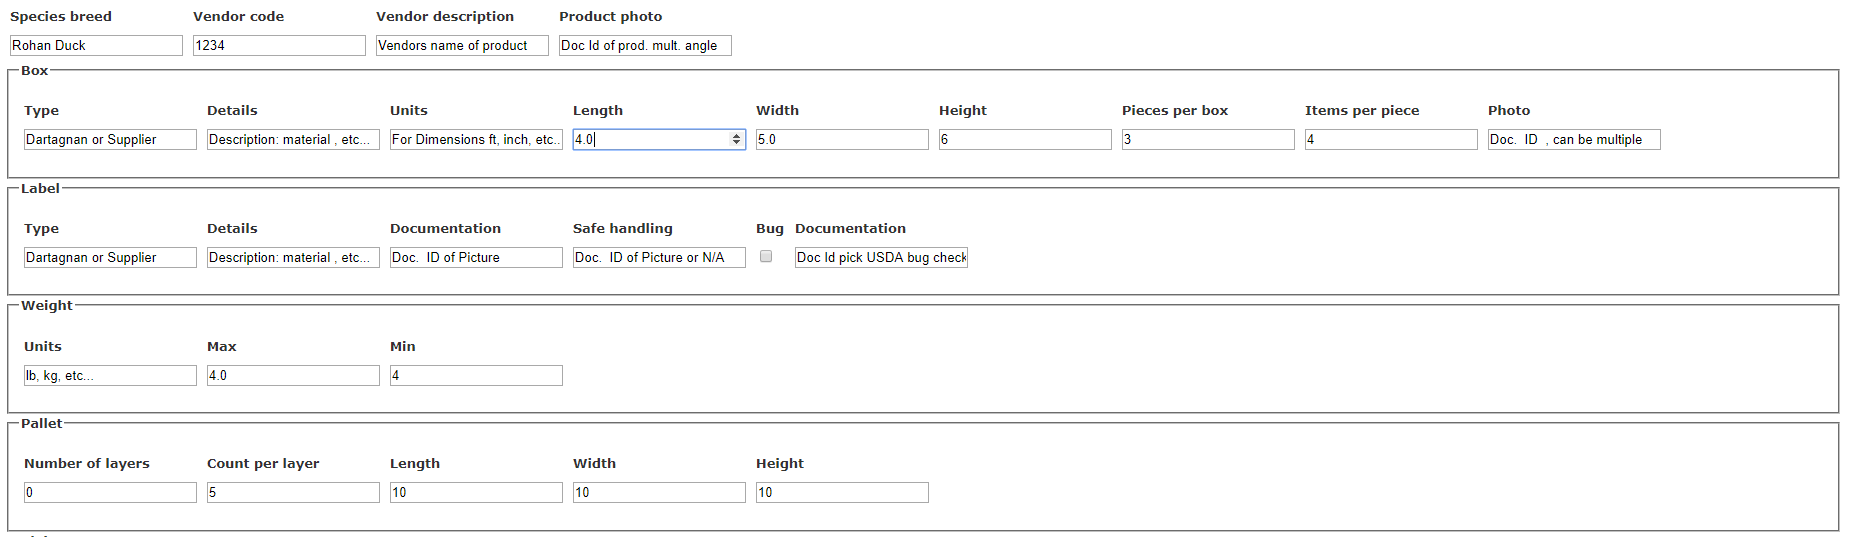 Species breed Vendor code Vendor description Product photo
Rohan Duck 1234 Vendors name of product Doc Id of prod. mult. angle
Box
Type Details Units Length Width Height Pieces per box Items per piece Photo
Dartagnan or Supplier Description: material , etc... For Dimensions ft, inch, etc.. 4.0 5.0 6 3 4 Doc. ID , can be multiple
Label
Type Details Documentation Safe handling Bug Documentation
Dartagnan or Supplier Description: material , etc... Doc. ID of Picture Doc. ID of Picture or N/A Doc Id pick USDA bug check
Weight
Units Max Min
lb, kg, etc... 4.0 4
Pallet
Number of layers Count per layer Length Width Height
0 5 10 10 10